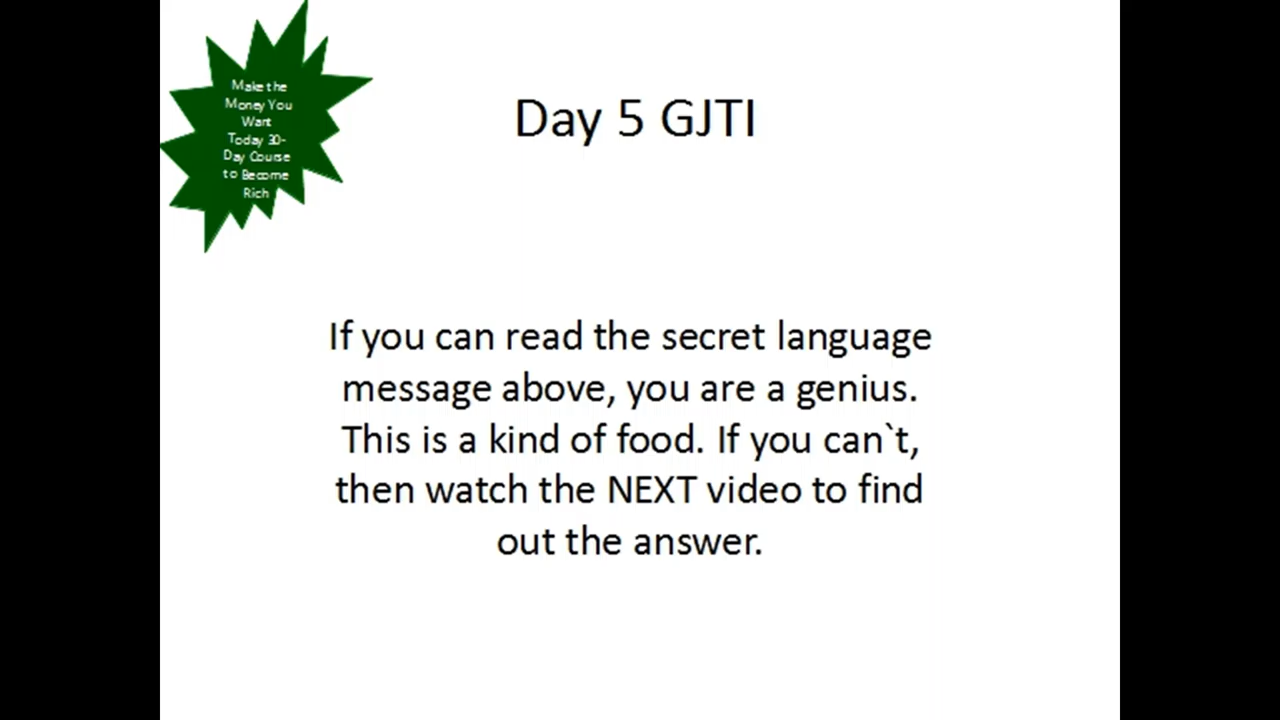 Make the
Money You
Want
Today 30-
Day Course
to Become
Rich
Day 5 GJTI
If you can read the secret language
message above, you are a genius.
This is a kind of food. If you can`t,
then watch the NEXT video to find
out the answer.